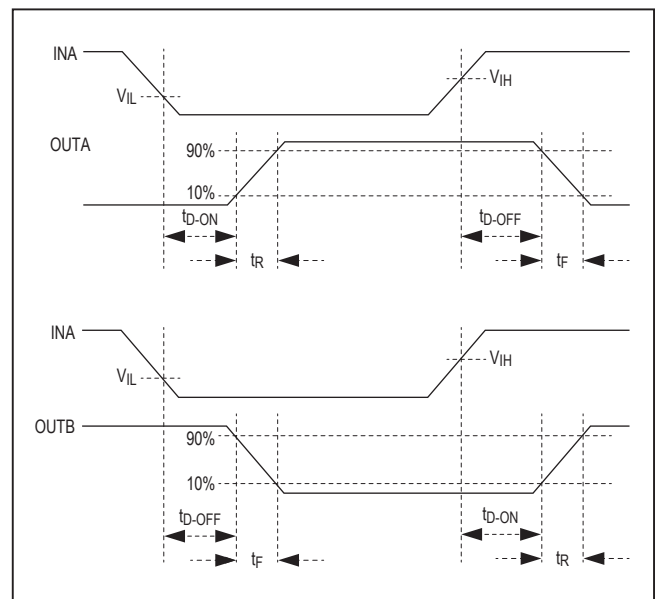 INA
VIL
VIH
OUTA
90%
10%
tD-ON
tD-OFF
tR
tF
INA
VIL
VIH
OUTB
90%
10%
tD-OFF
tD-ON
tF
tR